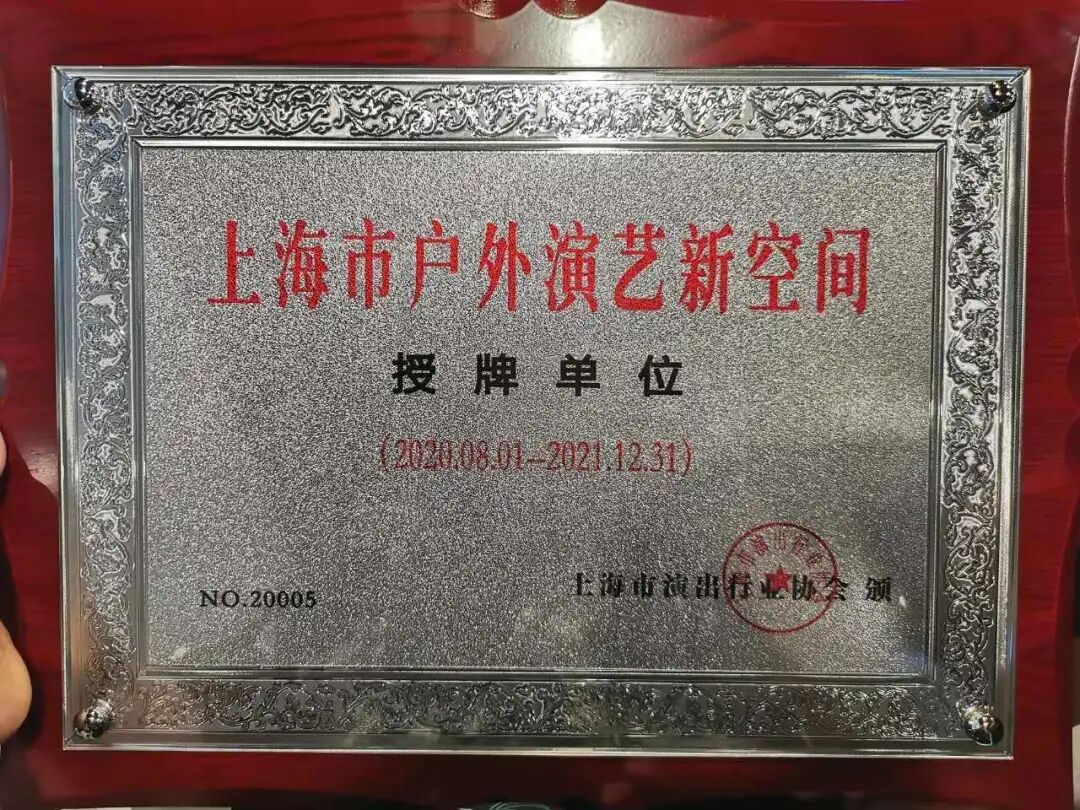 上海市户外演艺新空间
授牌单位
（2020.08.01--2021.12.31）
NO.20005
上海市演出行业协会 颁